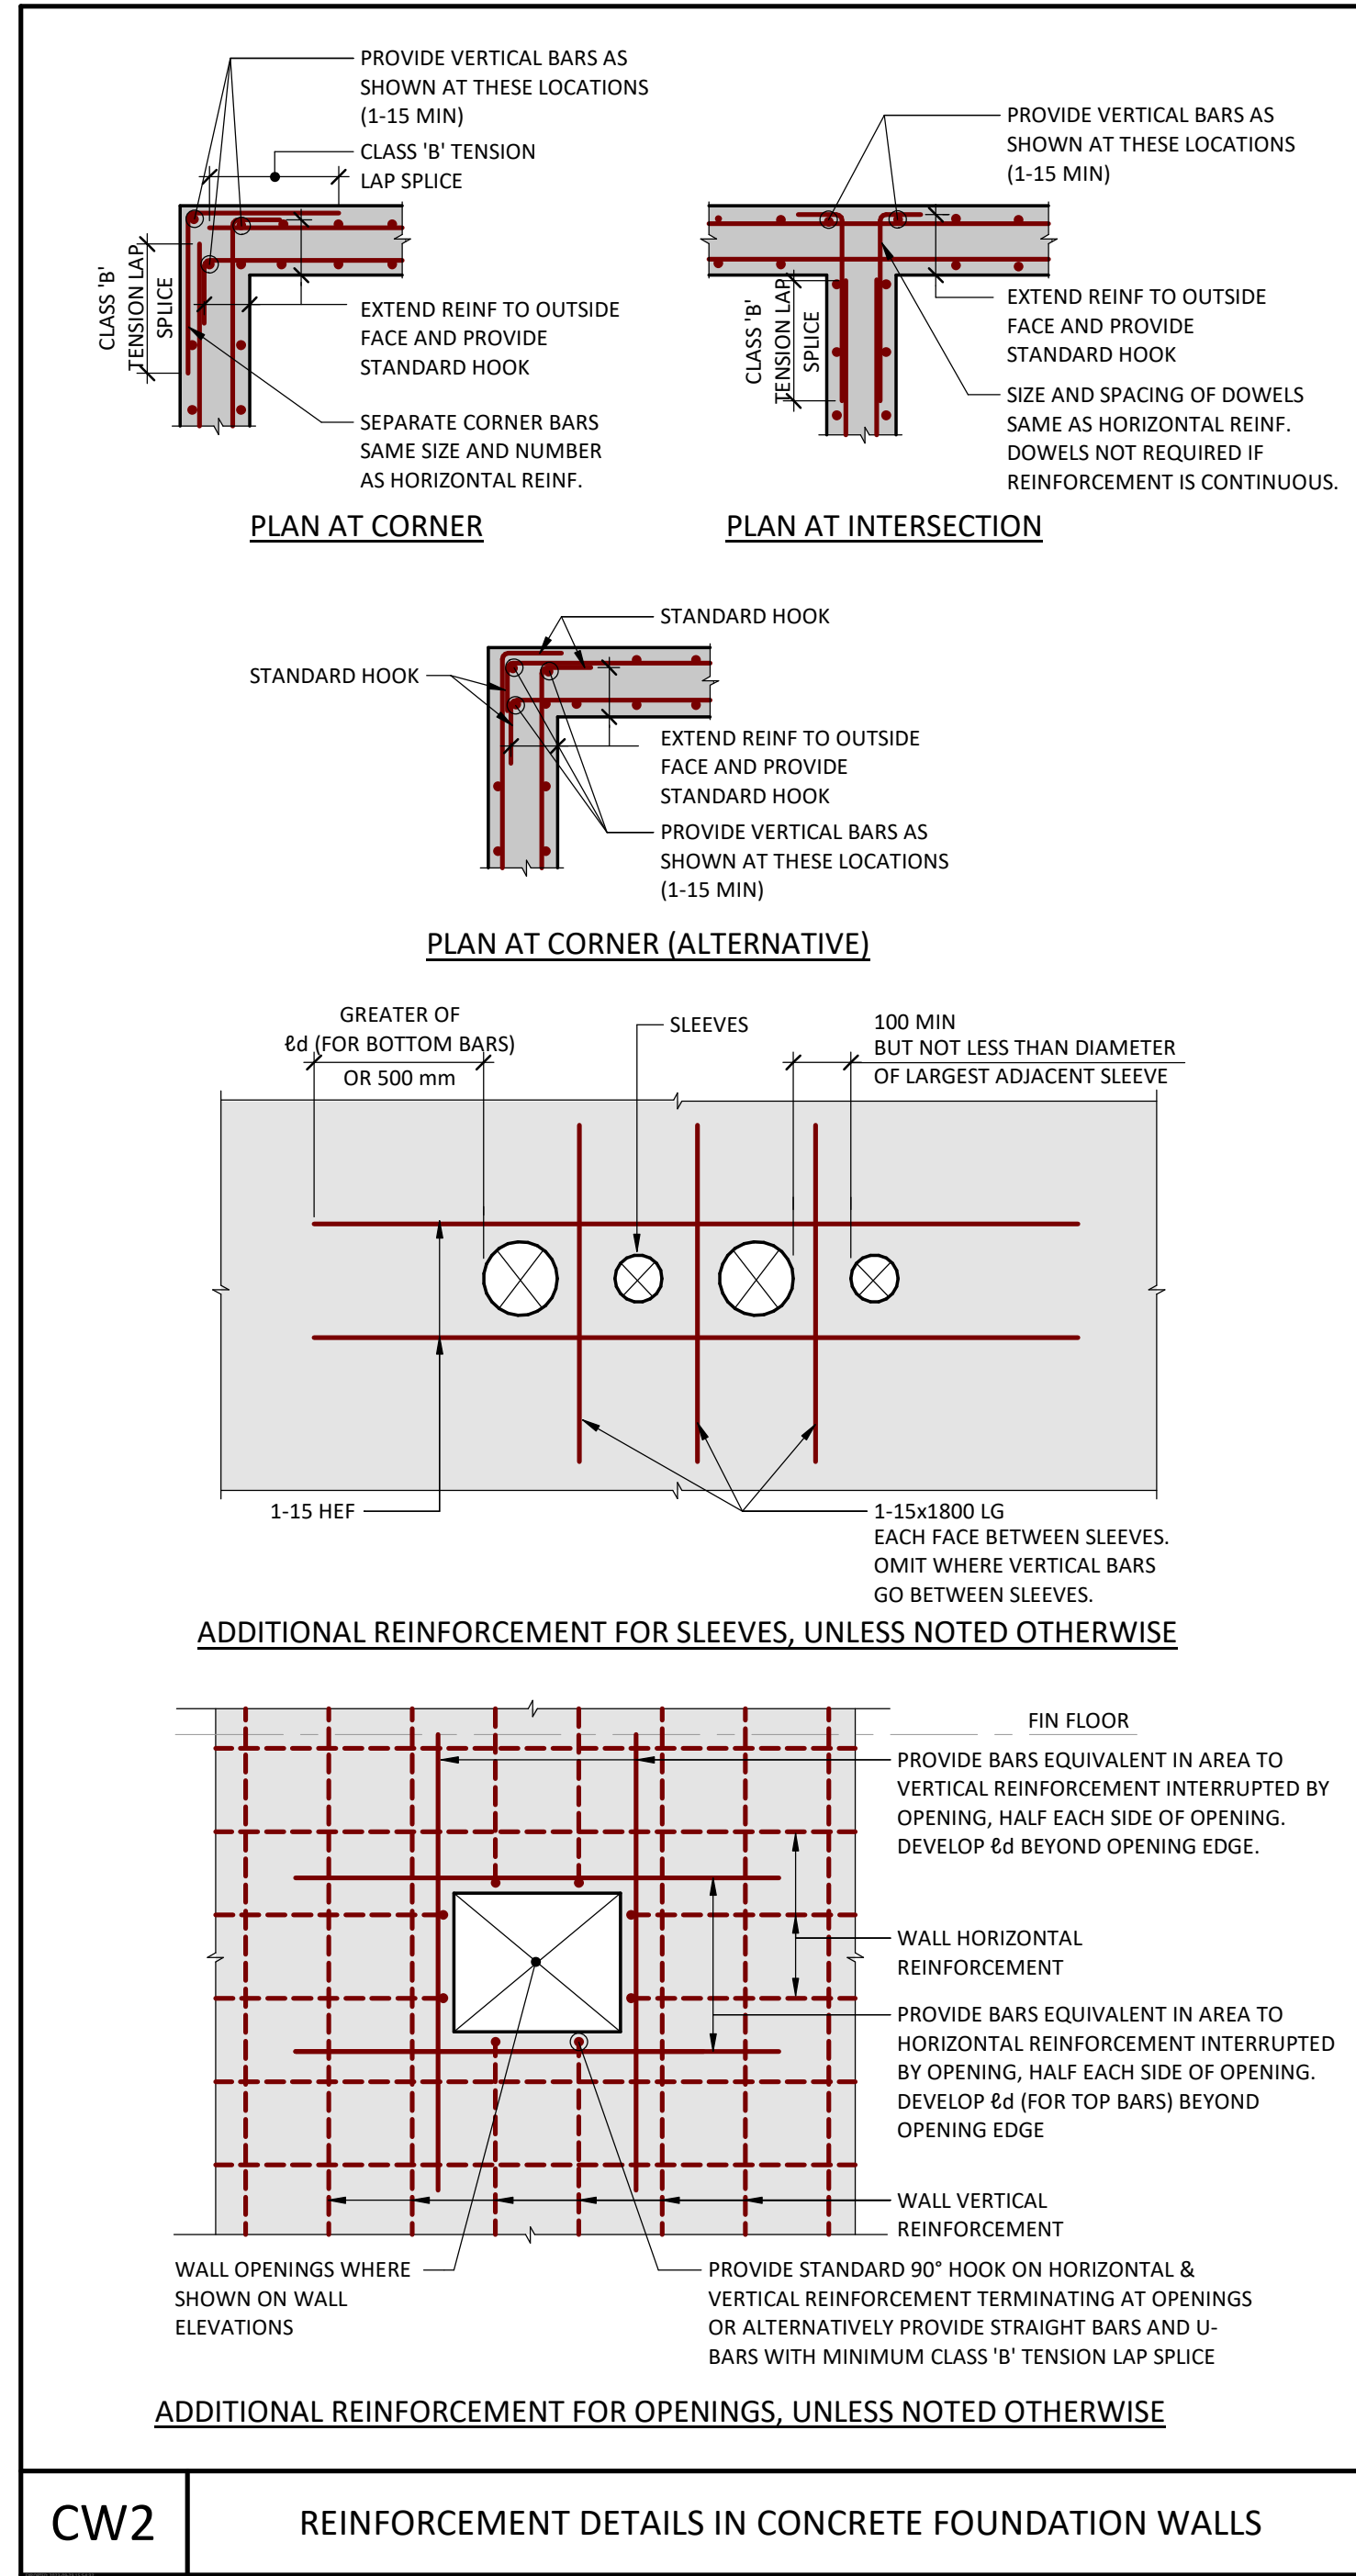 PROVIDE VERTICAL BARS AS
SHOWN AT THESE LOCATIONS
(1-15 MIN)
CLASS 'B' TENSION
LAP SPLICE
CLASS 'B'
TENSION LAP
SPLICE
EXTEND REINF TO OUTSIDE
FACE AND PROVIDE
STANDARD HOOK
SEPARATE CORNER BARS
SAME SIZE AND NUMBER
AS HORIZONTAL REINF.
PLAN AT CORNER
PROVIDE VERTICAL BARS AS
SHOWN AT THESE LOCATIONS
(1-15 MIN)
CLASS 'B'
TENSION LAP
SPLICE
EXTEND REINF TO OUTSIDE
FACE AND PROVIDE
STANDARD HOOK
SIZE AND SPACING OF DOWELS
SAME AS HORIZONTAL REINF.
DOWELS NOT REQUIRED IF
REINFORCEMENT IS CONTINUOUS.
PLAN AT INTERSECTION
STANDARD HOOK
STANDARD HOOK
EXTEND REINF TO OUTSIDE
FACE AND PROVIDE
STANDARD HOOK
PROVIDE VERTICAL BARS AS
SHOWN AT THESE LOCATIONS
(1-15 MIN)
PLAN AT CORNER (ALTERNATIVE)
GREATER OF
ℓd (FOR BOTTOM BARS)
OR 500 mm
SLEEVES
100 MIN
BUT NOT LESS THAN DIAMETER
OF LARGEST ADJACENT SLEEVE
1-15 HEF
1-15x1800 LG
EACH FACE BETWEEN SLEEVES.
OMIT WHERE VERTICAL BARS
GO BETWEEN SLEEVES.
ADDITIONAL REINFORCEMENT FOR SLEEVES, UNLESS NOTED OTHERWISE
FIN FLOOR
PROVIDE BARS EQUIVALENT IN AREA TO
VERTICAL REINFORCEMENT INTERRUPTED BY
OPENING, HALF EACH SIDE OF OPENING.
DEVELOP ℓd BEYOND OPENING EDGE.
WALL HORIZONTAL
REINFORCEMENT
PROVIDE BARS EQUIVALENT IN AREA TO
HORIZONTAL REINFORCEMENT INTERRUPTED
BY OPENING, HALF EACH SIDE OF OPENING.
DEVELOP ℓd (FOR TOP BARS) BEYOND
OPENING EDGE
WALL VERTICAL
REINFORCEMENT
WALL OPENINGS WHERE
SHOWN ON WALL
ELEVATIONS
PROVIDE STANDARD 90° HOOK ON HORIZONTAL &
VERTICAL REINFORCEMENT TERMINATING AT OPENINGS
OR ALTERNATIVELY PROVIDE STRAIGHT BARS AND U-
BARS WITH MINIMUM CLASS 'B' TENSION LAP SPLICE
ADDITIONAL REINFORCEMENT FOR OPENINGS, UNLESS NOTED OTHERWISE
CW2
REINFORCEMENT DETAILS IN CONCRETE FOUNDATION WALLS